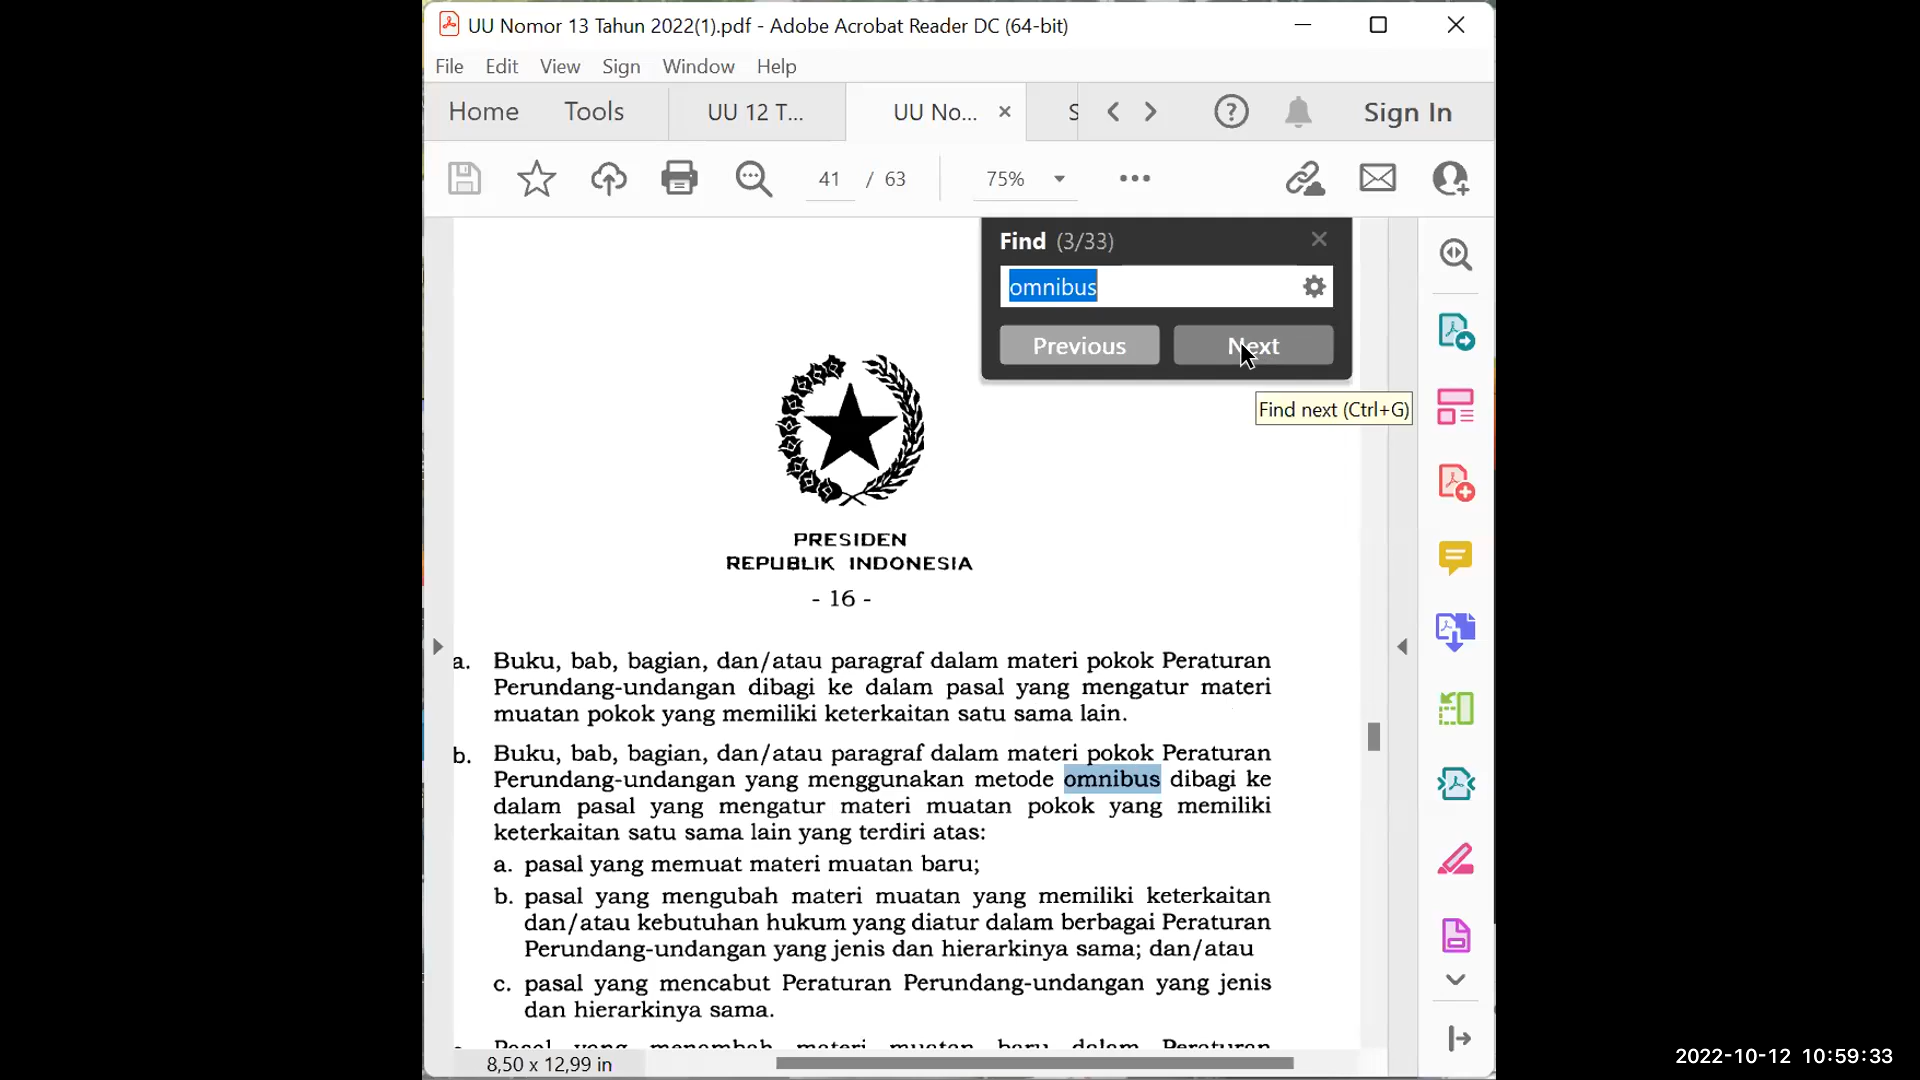 UU Nomor 13 Tahun 2022(1).pdf - Adobe Acrobat Reader DC (64-bit)
File Edit View Sign Window Help
Home Tools UU 12 T... UU No... × S Sign In
41 / 63 75%
Find (3/33)
omnibus
Previous Next
Find next (Ctrl+G)
PRESIDEN
REPUBLIK INDONESIA
- 16 -
a. Buku, bab, bagian, dan/atau paragraf dalam materi pokok Peraturan
Perundang-undangan dibagi ke dalam pasal yang mengatur materi
muatan pokok yang memiliki keterkaitan satu sama lain.
b. Buku, bab, bagian, dan/atau paragraf dalam materi pokok Peraturan
Perundang-undangan yang menggunakan metode omnibus dibagi ke
dalam pasal yang mengatur materi muatan pokok yang memiliki
keterkaitan satu sama lain yang terdiri atas:
a. pasal yang memuat materi muatan baru;
b. pasal yang mengubah materi muatan yang memiliki keterkaitan
dan/atau kebutuhan hukum yang diatur dalam berbagai Peraturan
Perundang-undangan yang jenis dan hierarkinya sama; dan/atau
c. pasal yang mencabut Peraturan Perundang-undangan yang jenis
dan hierarkinya sama.
Pasal yang menambah materi muatan baru dalam Peraturan
8,50 x 12,99 in
2022-10-12 10:59:33